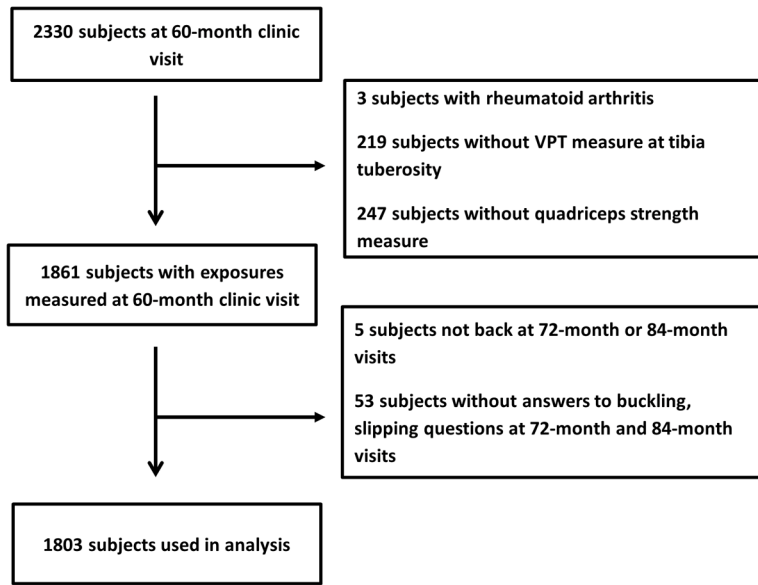 2330 subjects at 60-month clinic
visit
3 subjects with rheumatoid arthritis
219 subjects without VPT measure at tibia
tuberosity
247 subjects without quadriceps strength
measure
1861 subjects with exposures
measured at 60-month clinic visit
5 subjects not back at 72-month or 84-month
visits
53 subjects without answers to buckling,
slipping questions at 72-month and 84-month
visits
1803 subjects used in analysis